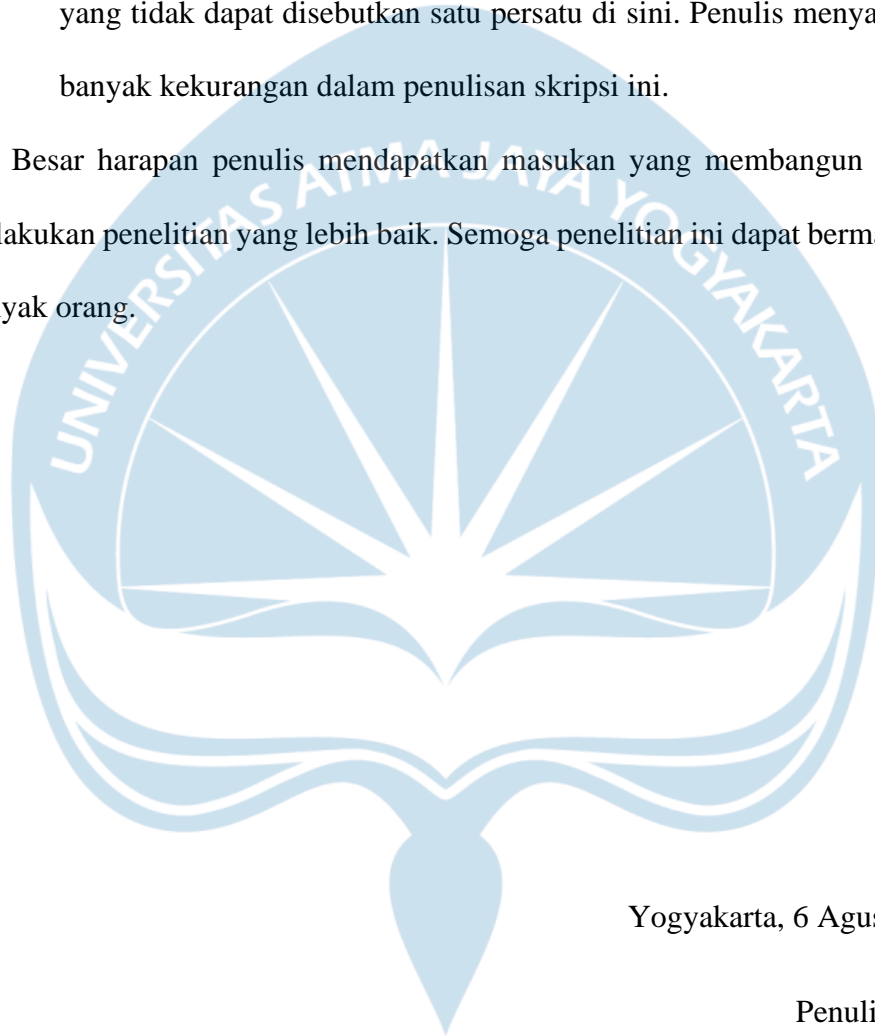 yang tidak dapat disebutkan satu persatu di sini. Penulis menya
banyak kekurangan dalam penulisan skripsi ini.
Besar harapan penulis mendapatkan masukan yang membangun
lakukan penelitian yang lebih baik. Semoga penelitian ini dapat berma
yak orang.
UNIVERSITAS ATMA JAYA YOGYAKARTA
Yogyakarta, 6 Agus
Penuli